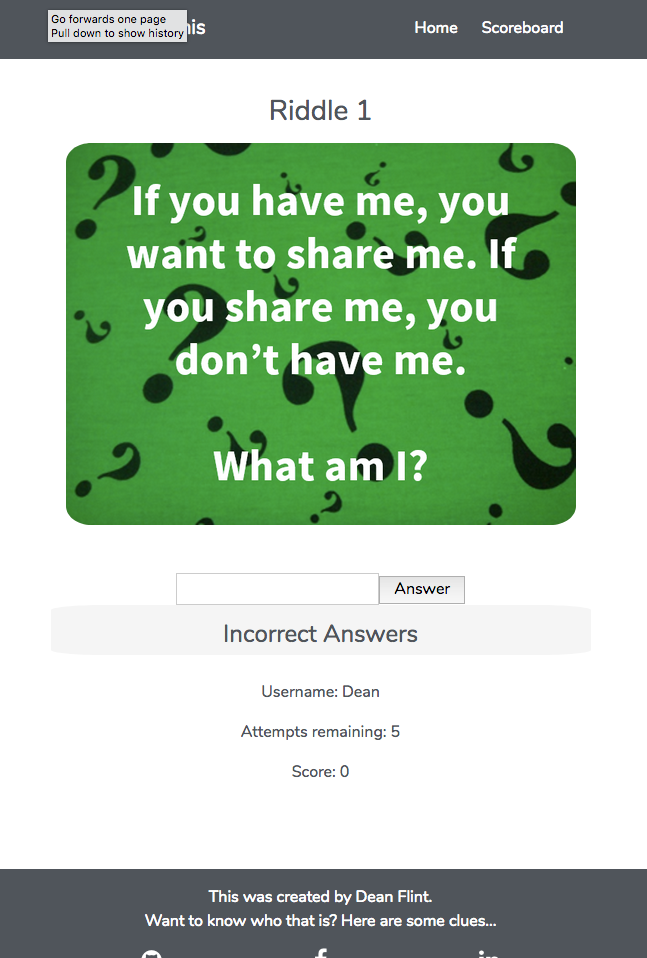 Go forwards one page
Pull down to show history
Home
Scoreboard
Riddle 1
If you have me, you
want to share me. If
you share me, you
don’t have me.
What am I?
Answer
Incorrect Answers
Username: Dean
Attempts remaining: 5
Score: 0
This was created by Dean Flint.
Want to know who that is? Here are some clues...